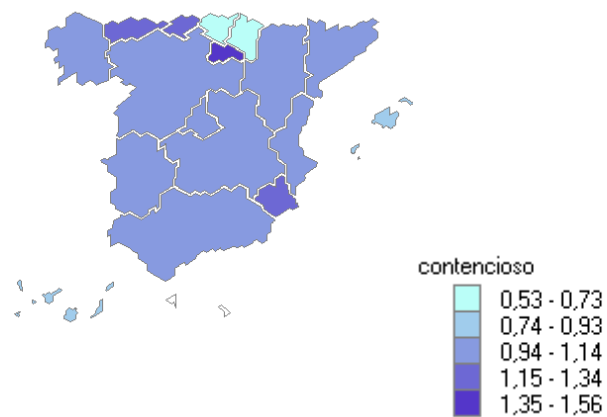 contencioso
0,53 - 0,73
0,74 - 0,93
0,94 - 1,14
1,15 - 1,34
1,35 - 1,56